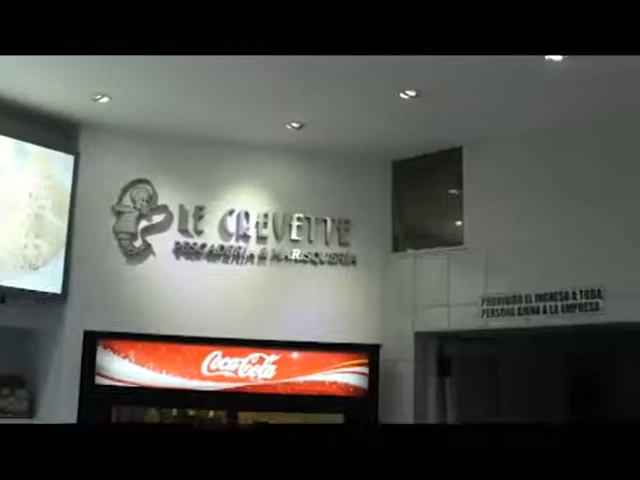 LE CREVETTE
PESCADERIA & MARISQUERIA
PROHIBIDO EL INGRESO A TODA
PERSONA AJENA A LA EMPRESA
Coca-Cola